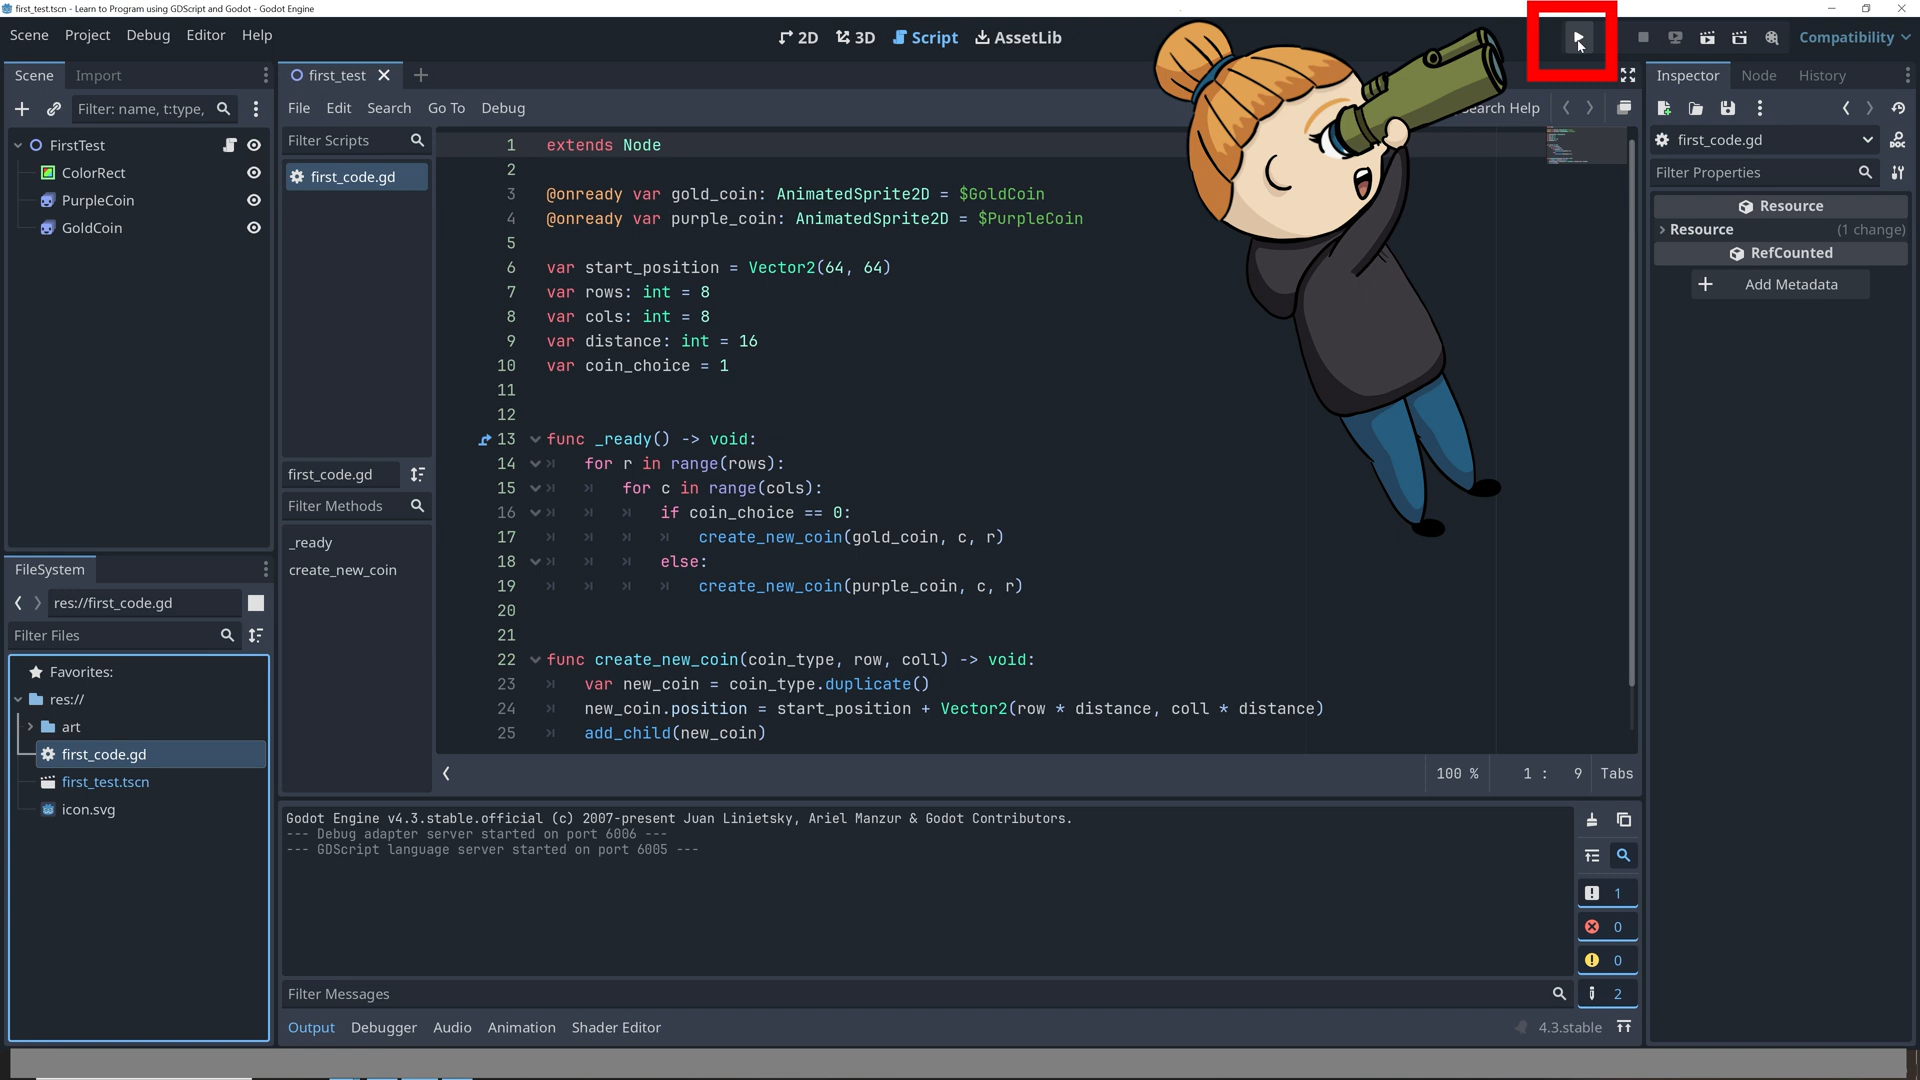 first_test.tscn - Learn to Program using GDScript and Godot - Godot Engine
Scene Project Debug Editor Help
2D 3D Script AssetLib
Compatibility
Scene Import
Filter: name, t:type,
FirstTest
ColorRect
PurpleCoin
GoldCoin
FileSystem
res://first_code.gd
Filter Files
Favorites:
res://
art
first_code.gd
first_test.tscn
icon.svg
first_test
File Edit Search Go To Debug
Search Help
Filter Scripts
first_code.gd
first_code.gd
Filter Methods
_ready
create_new_coin
1 extends Node
2
3 @onready var gold_coin: AnimatedSprite2D = $GoldCoin
4 @onready var purple_coin: AnimatedSprite2D = $PurpleCoin
5
6 var start_position = Vector2(64, 64)
7 var rows: int = 8
8 var cols: int = 8
9 var distance: int = 16
10 var coin_choice = 1
11
12
13 func _ready() -> void:
14 for r in range(rows):
15 for c in range(cols):
16 if coin_choice == 0:
17 create_new_coin(gold_coin, c, r)
18 else:
19 create_new_coin(purple_coin, c, r)
20
21
22 func create_new_coin(coin_type, row, coll) -> void:
23 var new_coin = coin_type.duplicate()
24 new_coin.position = start_position + Vector2(row * distance, coll * distance)
25 add_child(new_coin)
100 % 1 : 9 Tabs
Godot Engine v4.3.stable.official (c) 2007-present Juan Linietsky, Ariel Manzur & Godot Contributors.
--- Debug adapter server started on port 6006 ---
--- GDScript language server started on port 6005 ---
1
0
0
2
Filter Messages
Output Debugger Audio Animation Shader Editor
4.3.stable
Inspector Node History
first_code.gd
Filter Properties
Resource
Resource (1 change)
RefCounted
Add Metadata